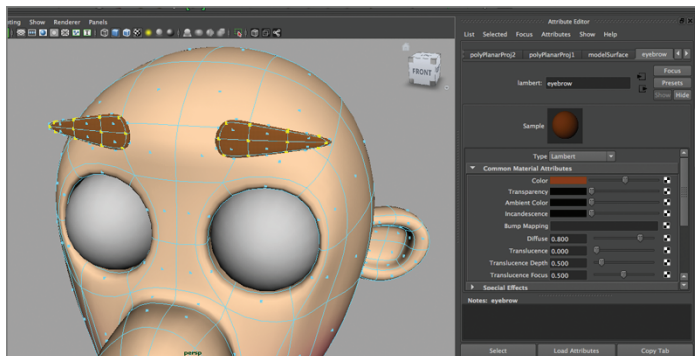 ting Show Renderer Panels
FRONT
persp
Attribute Editor
List Selected Focus Attributes Show Help
polyPlanarProj2 polyPlanarProj1 modelSurface eyebrow
lambert: eyebrow
Focus
Presets
Show Hide
Sample
Type Lambert
Common Material Attributes
Color
Transparency
Ambient Color
Incandescence
Bump Mapping
Diffuse 0.800
Translucence 0.000
Translucence Depth 0.500
Translucence Focus 0.500
Special Effects
Notes: eyebrow
Select Load Attributes Copy Tab